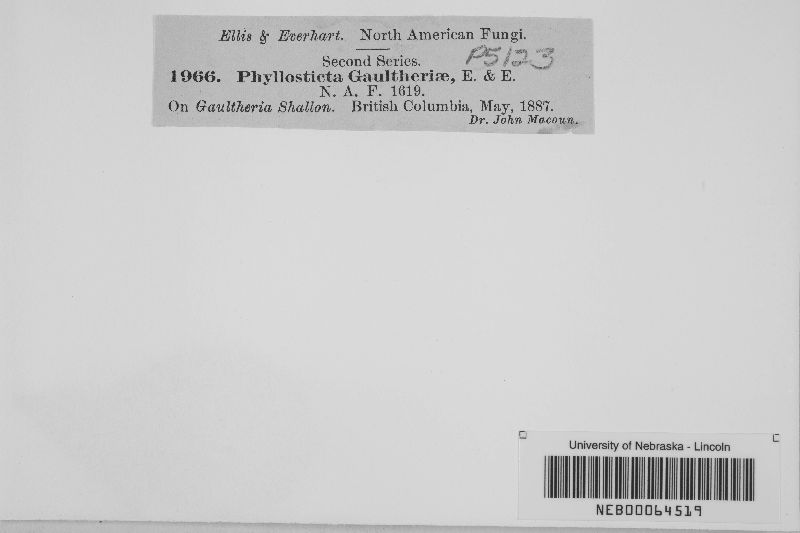 Ellis & Everhart. North American Fungi.
Second Series. P5123
1966. Phyllosticta Gaultheriæ, E. & E.
N. A. F. 1619.
On Gaultheria Shallon. British Columbia, May, 1887.
Dr. John Macoun.
University of Nebraska - Lincoln
NEB00064519